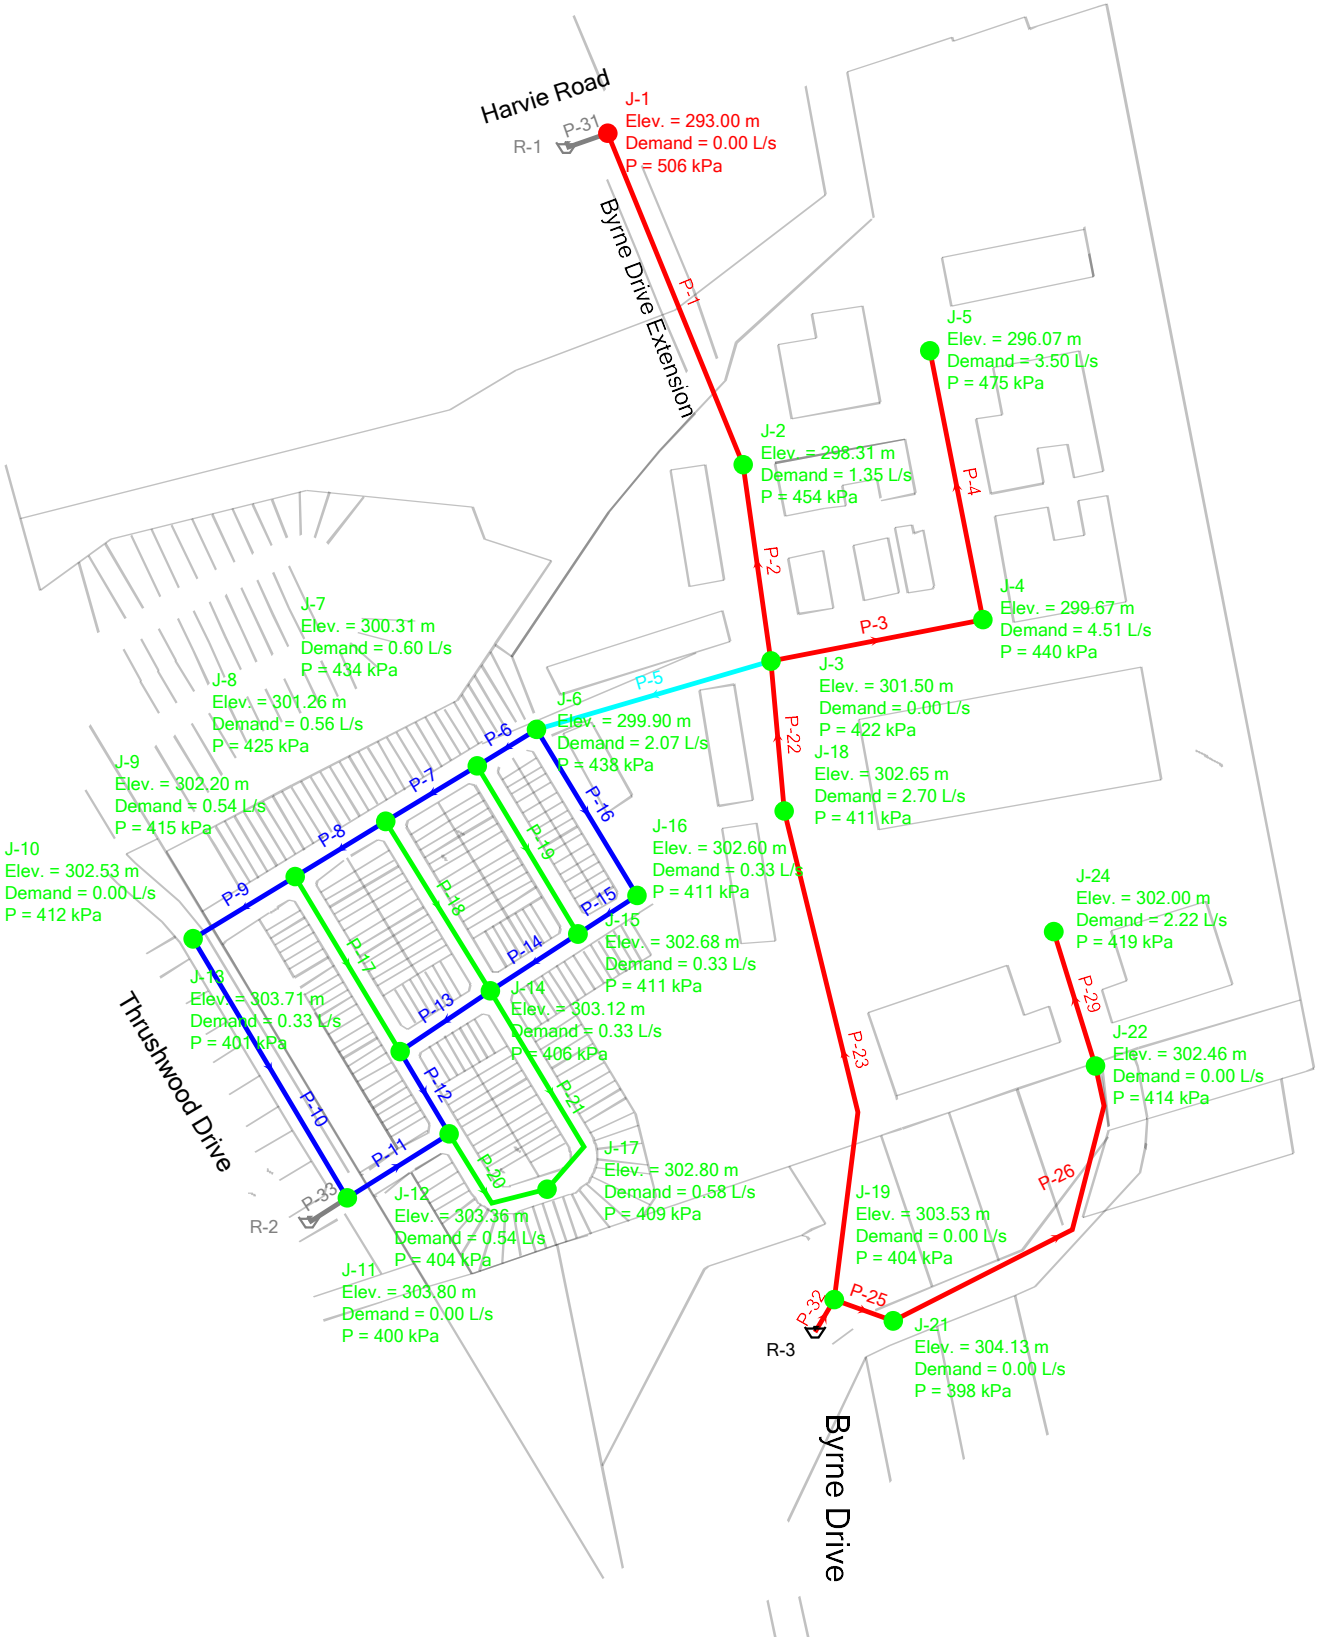 Harvie Road
P-31
R-1
J-1
Elev. = 293.00 m
Demand = 0.00 L/s
P = 506 kPa
Byrne Drive Extension
P-1
J-5
Elev. = 296.07 m
Demand = 3.50 L/s
P = 475 kPa
J-2
Elev. = 298.31 m
Demand = 1.35 L/s
P = 454 kPa
P-4
P-2
J-4
Elev. = 299.67 m
Demand = 4.51 L/s
P = 440 kPa
P-3
J-7
Elev. = 300.31 m
Demand = 0.60 L/s
P = 434 kPa
J-3
Elev. = 301.50 m
Demand = 0.00 L/s
P = 422 kPa
P-5
J-8
Elev. = 301.26 m
Demand = 0.56 L/s
P = 425 kPa
J-6
Elev. = 299.90 m
Demand = 2.07 L/s
P = 438 kPa
P-6
P-22
J-18
Elev. = 302.65 m
Demand = 2.70 L/s
P = 411 kPa
J-9
Elev. = 302.20 m
Demand = 0.54 L/s
P = 415 kPa
P-7
P-16
P-8
P-19
J-16
Elev. = 302.60 m
Demand = 0.33 L/s
P = 411 kPa
J-10
Elev. = 302.53 m
Demand = 0.00 L/s
P = 412 kPa
P-9
P-18
P-15
J-24
Elev. = 302.00 m
Demand = 2.22 L/s
P = 419 kPa
J-15
Elev. = 302.68 m
Demand = 0.33 L/s
P = 411 kPa
P-17
P-14
J-13
Elev. = 303.71 m
Demand = 0.33 L/s
P = 401 kPa
J-14
Elev. = 303.12 m
Demand = 0.33 L/s
P = 406 kPa
P-13
P-29
Thrushwood Drive
P-23
J-22
Elev. = 302.46 m
Demand = 0.00 L/s
P = 414 kPa
P-12
P-10
P-21
P-11
P-20
J-17
Elev. = 302.80 m
Demand = 0.58 L/s
P = 409 kPa
P-26
P-33
R-2
J-12
Elev. = 303.36 m
Demand = 0.54 L/s
P = 404 kPa
J-19
Elev. = 303.53 m
Demand = 0.00 L/s
P = 404 kPa
J-11
Elev. = 303.80 m
Demand = 0.00 L/s
P = 400 kPa
P-32
P-25
R-3
J-21
Elev. = 304.13 m
Demand = 0.00 L/s
P = 398 kPa
Byrne Drive